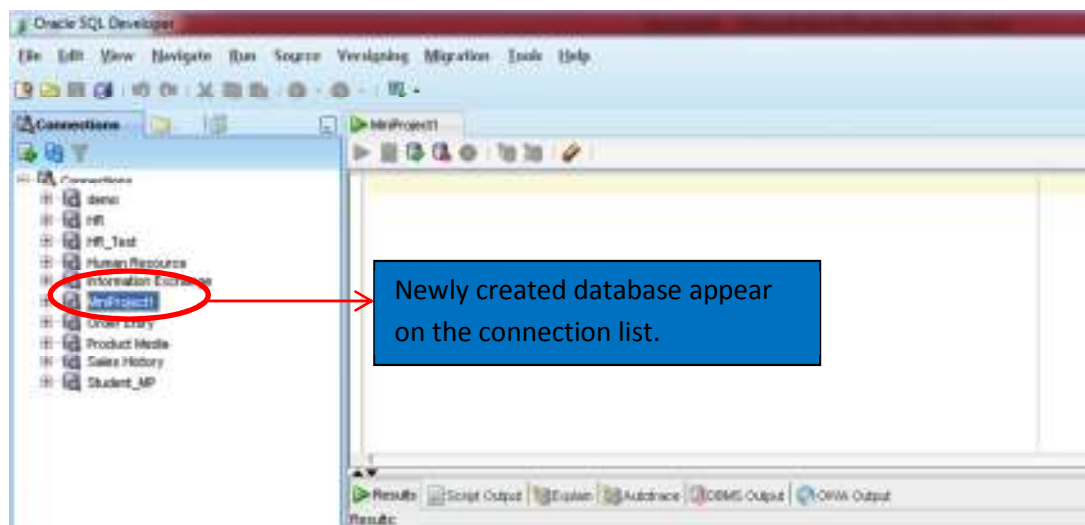 Oracle SQL Developer
File Edit View Navigate Run Source Versioning Migration Tools Help
Connections
MiniProject1
Connections
demo
HR
HR_Test
Human Resource
Information Exchange
MiniProject1
Order Entry
Product Media
Sales History
Student_MP
Newly created database appear
on the connection list.
Results Script Output Explain Autotrace DBMS Output OWA Output
Results: